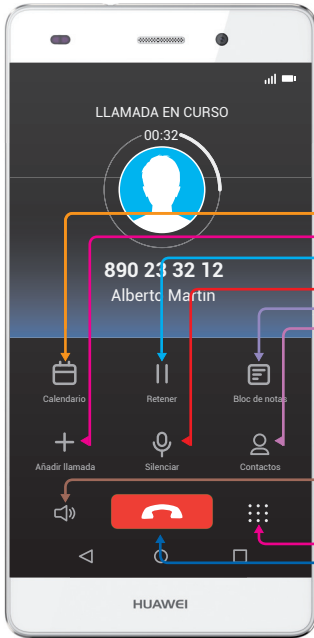 LLAMADA EN CURSO
00:32
890 23 32 12
Alberto Martin
Calendario
Retener
Bloc de notas
Añadir llamada
Silenciar
Contactos
HUAWEI